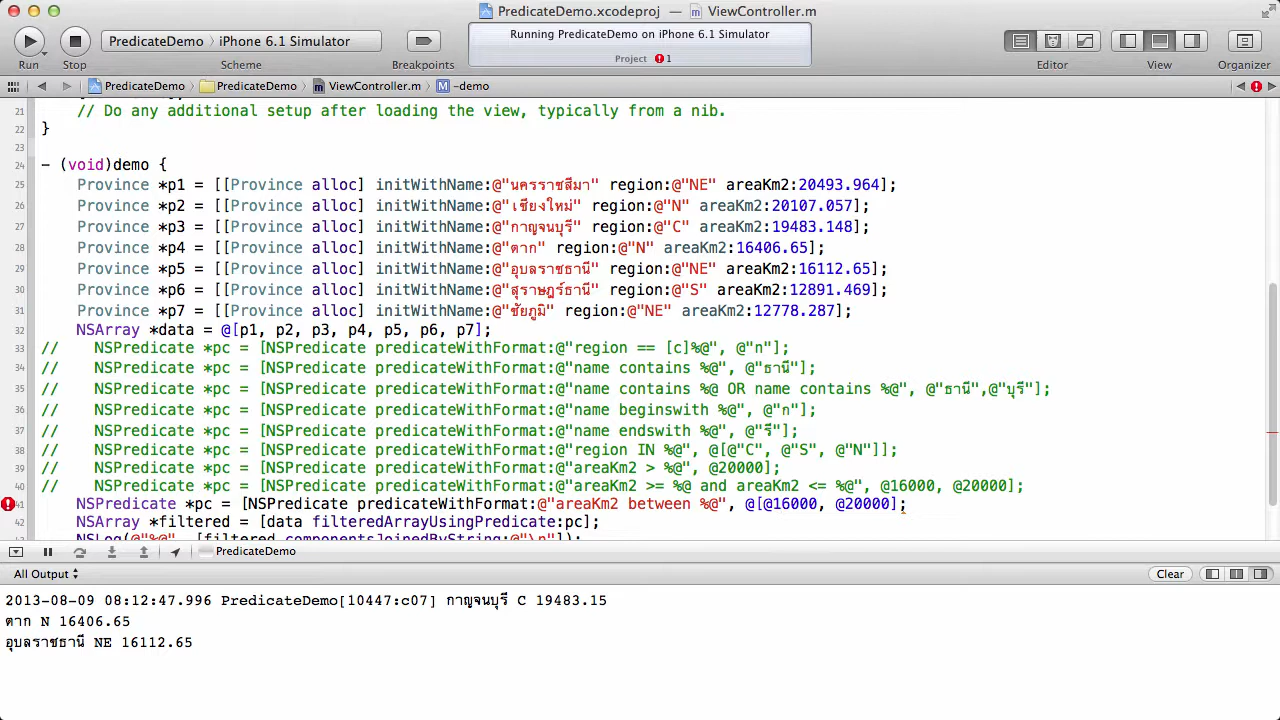 PredicateDemo.xcodeproj — ViewController.m
Run
Stop
PredicateDemo 〉 iPhone 6.1 Simulator
Scheme
Breakpoints
Running PredicateDemo on iPhone 6.1 Simulator
Project 1
Editor
View
Organizer
PredicateDemo 〉 PredicateDemo 〉 ViewController.m 〉 M -demo
21 // Do any additional setup after loading the view, typically from a nib.
22 }
23
24 - (void)demo {
25 Province *p1 = [[Province alloc] initWithName:@"นครราชสีมา" region:@"NE" areaKm2:20493.964];
26 Province *p2 = [[Province alloc] initWithName:@"เชียงใหม่" region:@"N" areaKm2:20107.057];
27 Province *p3 = [[Province alloc] initWithName:@"กาญจนบุรี" region:@"C" areaKm2:19483.148];
28 Province *p4 = [[Province alloc] initWithName:@"ตาก" region:@"N" areaKm2:16406.65];
29 Province *p5 = [[Province alloc] initWithName:@"อุบลราชธานี" region:@"NE" areaKm2:16112.65];
30 Province *p6 = [[Province alloc] initWithName:@"สุราษฎร์ธานี" region:@"S" areaKm2:12891.469];
31 Province *p7 = [[Province alloc] initWithName:@"ชัยภูมิ" region:@"NE" areaKm2:12778.287];
32 NSArray *data = @[p1, p2, p3, p4, p5, p6, p7];
33 // NSPredicate *pc = [NSPredicate predicateWithFormat:@"region == [c]%@", @"n"];
34 // NSPredicate *pc = [NSPredicate predicateWithFormat:@"name contains %@", @"ธานี"];
35 // NSPredicate *pc = [NSPredicate predicateWithFormat:@"name contains %@ OR name contains %@", @"ธานี",@"บุรี"];
36 // NSPredicate *pc = [NSPredicate predicateWithFormat:@"name beginswith %@", @"ก"];
37 // NSPredicate *pc = [NSPredicate predicateWithFormat:@"name endswith %@", @"รี"];
38 // NSPredicate *pc = [NSPredicate predicateWithFormat:@"region IN %@", @[@"C", @"S", @"N"]];
39 // NSPredicate *pc = [NSPredicate predicateWithFormat:@"areaKm2 > %@", @20000];
40 // NSPredicate *pc = [NSPredicate predicateWithFormat:@"areaKm2 >= %@ and areaKm2 <= %@", @16000, @20000];
41 NSPredicate *pc = [NSPredicate predicateWithFormat:@"areaKm2 between %@", @[@16000, @20000];
42 NSArray *filtered = [data filteredArrayUsingPredicate:pc];
NSLog(@"%@", [filtered componentsJoinedByString:@"\n"]);
PredicateDemo
All Output
Clear
2013-08-09 08:12:47.996 PredicateDemo[10447:c07] กาญจนบุรี C 19483.15
ตาก N 16406.65
อุบลราชธานี NE 16112.65